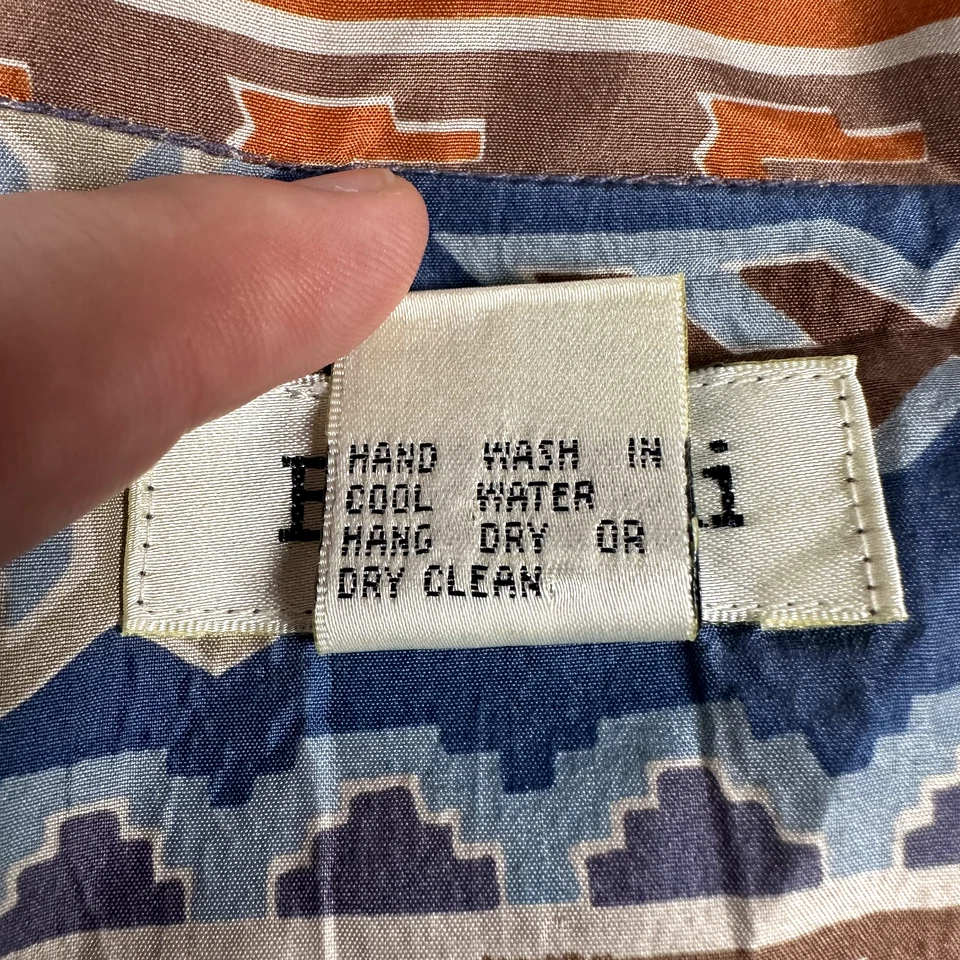 HAND WASH IN
COOL WATER
HANG DRY OR
DRY CLEAN
i